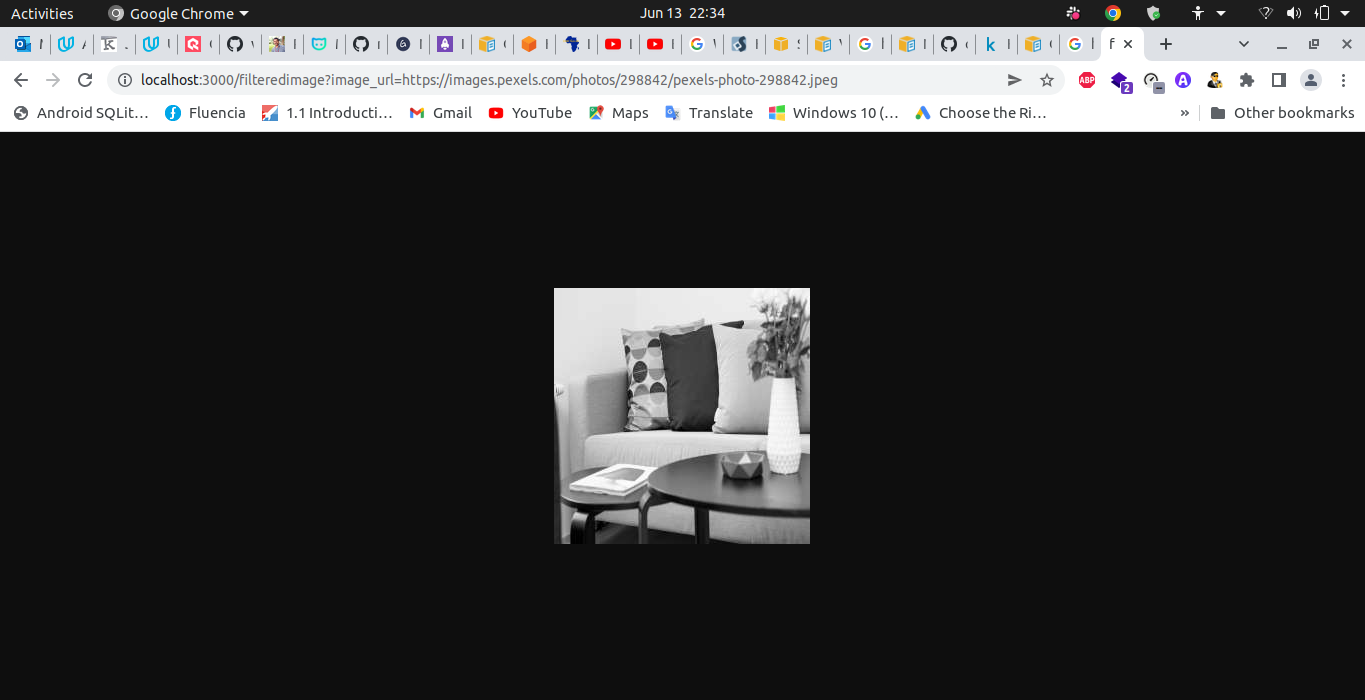 Activities Google Chrome Jun 13 22:34
localhost:3000/filteredimage?image_url=https://images.pexels.com/photos/298842/pexels-photo-298842.jpeg ABP 2 A
Android SQLit… Fluencia 1.1 Introducti… Gmail YouTube Maps Translate Windows 10 (… Choose the Ri… » Other bookmarks